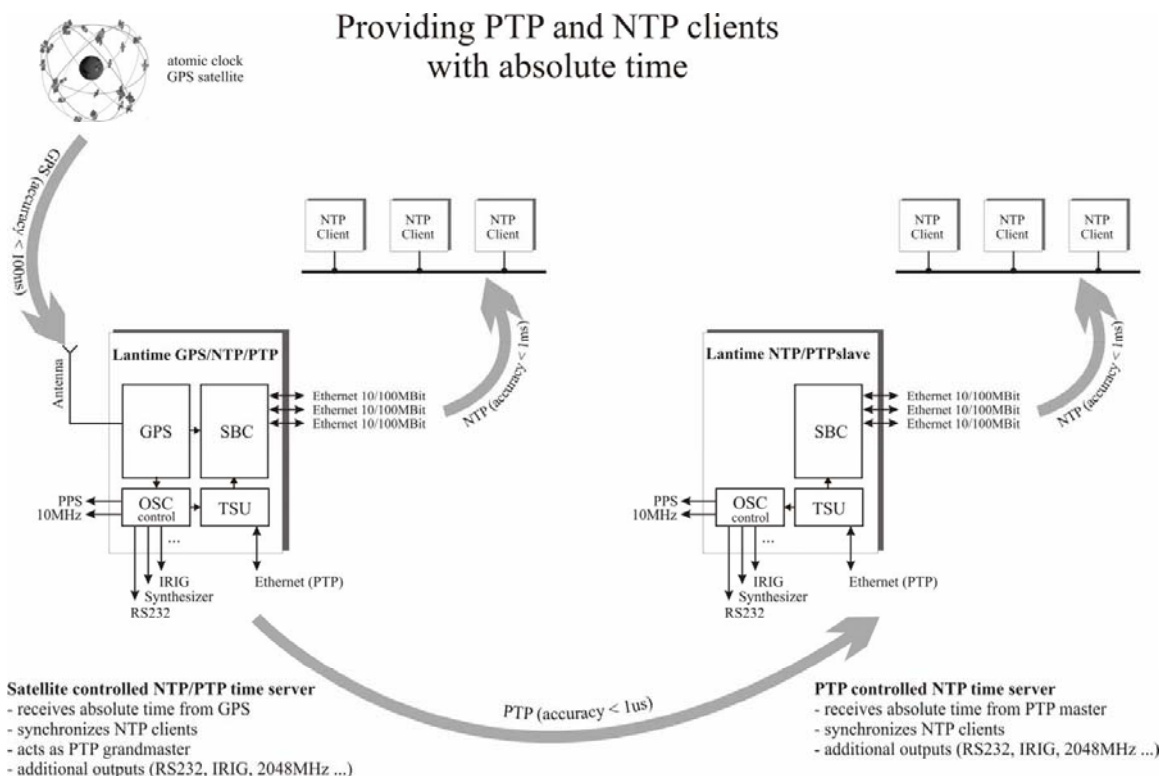 Providing PTP and NTP clients
with absolute time
atomic clock
GPS satellite
GPS (accuracy < 100ns)
NTP
Client
NTP
Client
NTP
Client
NTP (accuracy < 1ms)
Antenna
Lantime GPS/NTP/PTP
GPS
SBC
Ethernet 10/100MBit
Ethernet 10/100MBit
Ethernet 10/100MBit
PPS
10MHz
OSC
control
TSU
...
IRIG
Synthesizer
RS232
Ethernet (PTP)
NTP
Client
NTP
Client
NTP
Client
NTP (accuracy < 1ms)
Lantime NTP/PTPslave
SBC
Ethernet 10/100MBit
Ethernet 10/100MBit
Ethernet 10/100MBit
PPS
10MHz
OSC
control
TSU
...
IRIG
Synthesizer
RS232
Ethernet (PTP)
PTP (accuracy < 1us)
Satellite controlled NTP/PTP time server
- receives absolute time from GPS
- synchronizes NTP clients
- acts as PTP grandmaster
- additional outputs (RS232, IRIG, 2048MHz ...)
PTP controlled NTP time server
- receives absolute time from PTP master
- synchronizes NTP clients
- additional outputs (RS232, IRIG, 2048MHz ...)